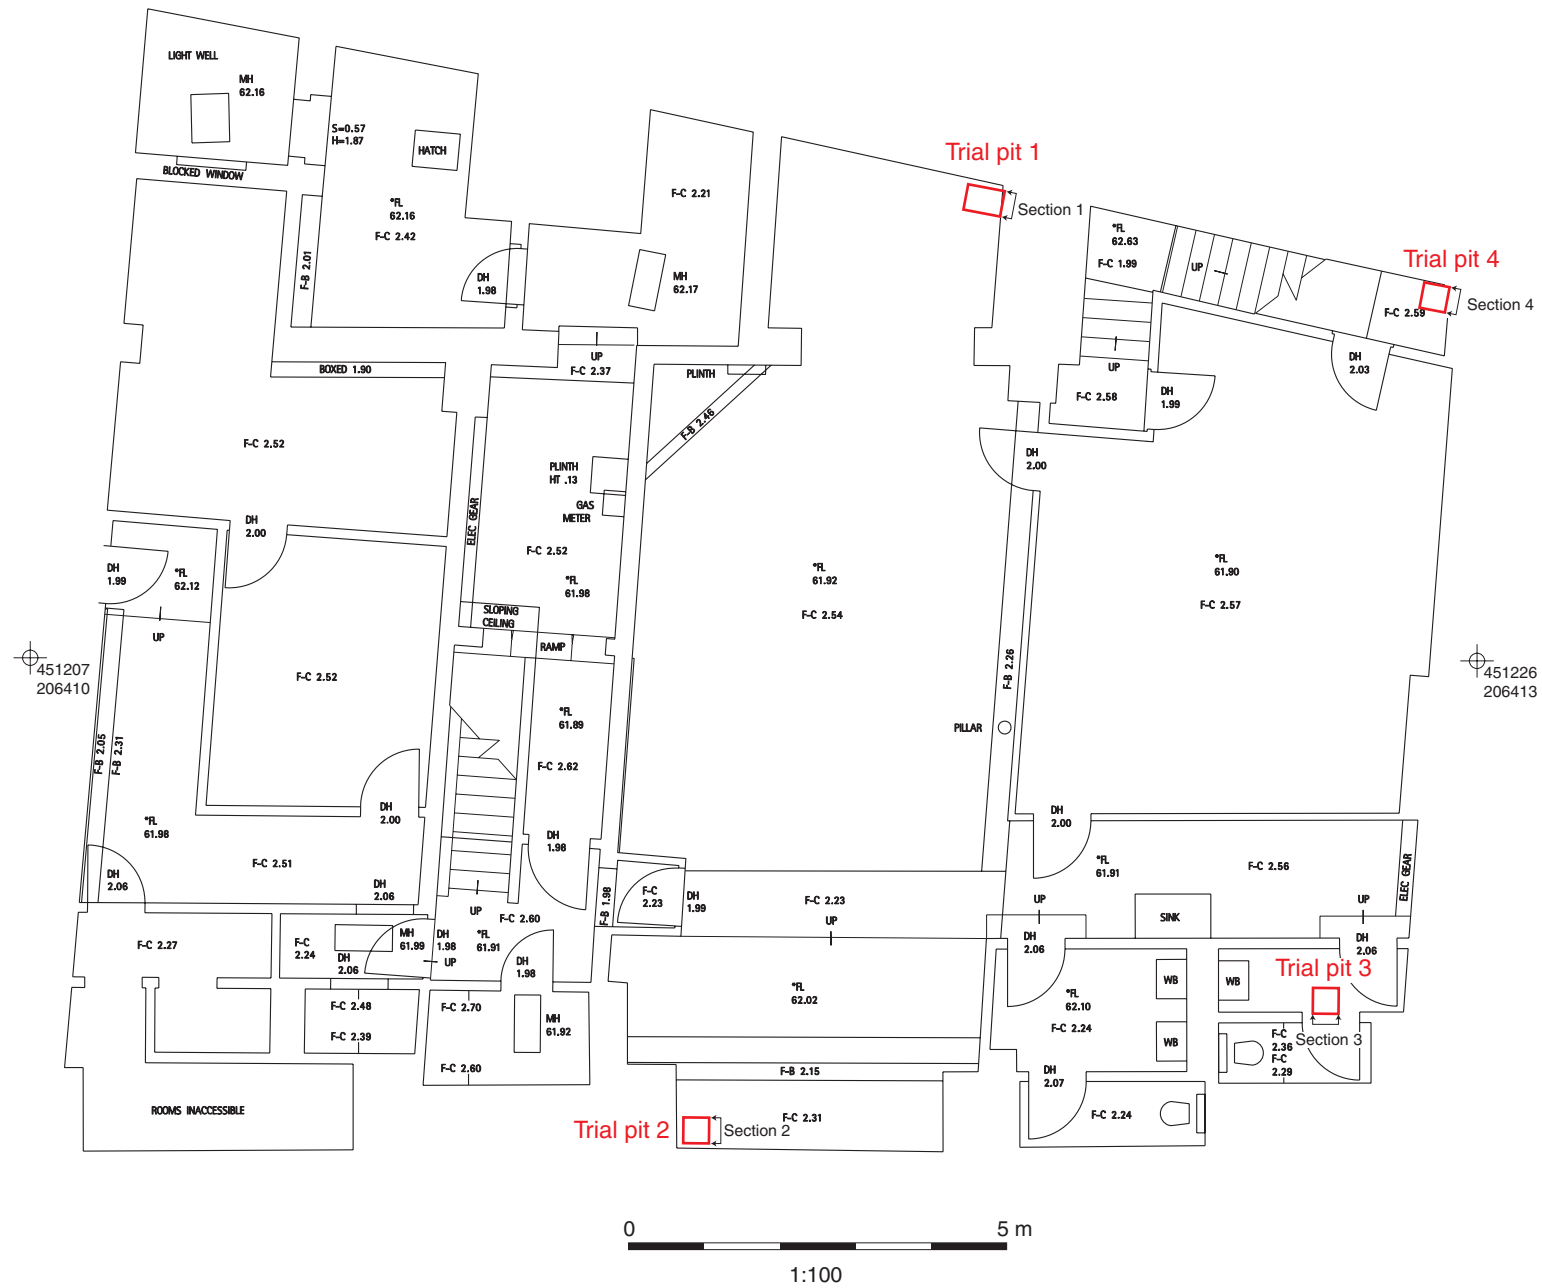 LIGHT WELL
MH
62.16
BLOCKED WINDOW
S=0.57
H=1.87
HATCH
°FL
62.16
F-C 2.42
F-B 2.01
DH
1.98
F-C 2.21
MH
62.17
Trial pit 1
Section 1
°FL
62.63
F-C 1.99
UP
Trial pit 4
Section 4
F-C 2.59
DH
2.03
UP
F-C 2.37
BOXED 1.90
PLINTH
F-B 2.46
UP
F-C 2.58
DH
1.99
F-C 2.52
PLINTH
HT .13
GAS
METER
ELEC GEAR
F-C 2.52
°FL
61.98
SLOPING
CEILING
RAMP
DH
2.00
DH
2.00
DH
1.99
°FL
62.12
UP
°FL
61.92
F-C 2.54
°FL
61.90
F-C 2.57
451207
206410
451226
206413
F-C 2.52
F-B 2.26
PILLAR
F-B 2.05
F-B 2.31
°FL
61.89
F-C 2.62
°FL
61.98
DH
2.00
F-C 2.51
DH
1.98
DH
2.06
DH
2.06
DH
2.00
°FL
61.91
F-C 2.56
ELEC GEAR
F-B 1.98
F-C
2.23
DH
1.99
F-C 2.23
UP
UP
SINK
UP
F-C 2.27
F-C
2.24
MH
61.99
DH
2.06
DH
1.98
UP
F-C 2.60
°FL
61.91
UP
DH
1.98
DH
2.06
DH
2.06
Trial pit 3
WB
WB
WB
°FL
62.02
°FL
62.10
F-C 2.24
F-C 2.48
F-C 2.39
F-C 2.70
MH
61.92
F-C 2.60
F-C
2.36
F-C
2.29
Section 3
F-B 2.15
DH
2.07
ROOMS INACCESSIBLE
Trial pit 2
Section 2
F-C 2.31
F-C 2.24
0
5 m
1:100